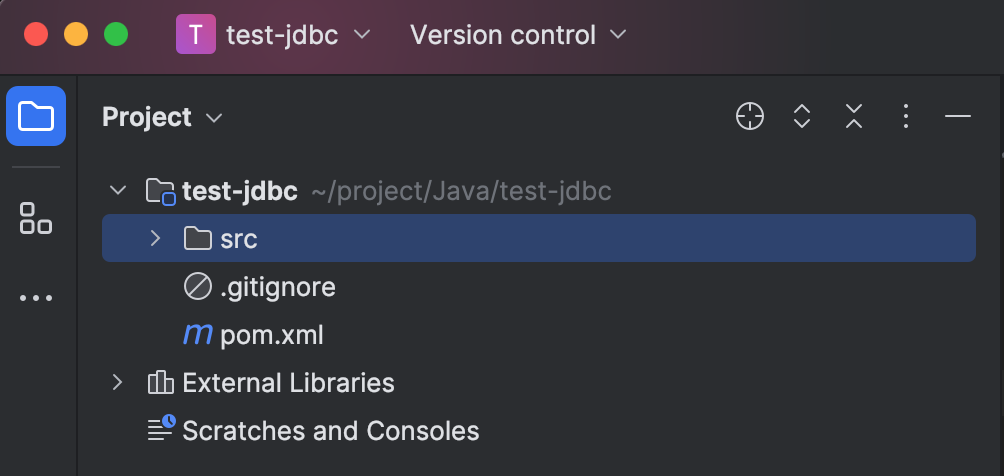 T test-jdbc Version control
Project
test-jdbc ~/project/Java/test-jdbc
src
.gitignore
m pom.xml
External Libraries
Scratches and Consoles